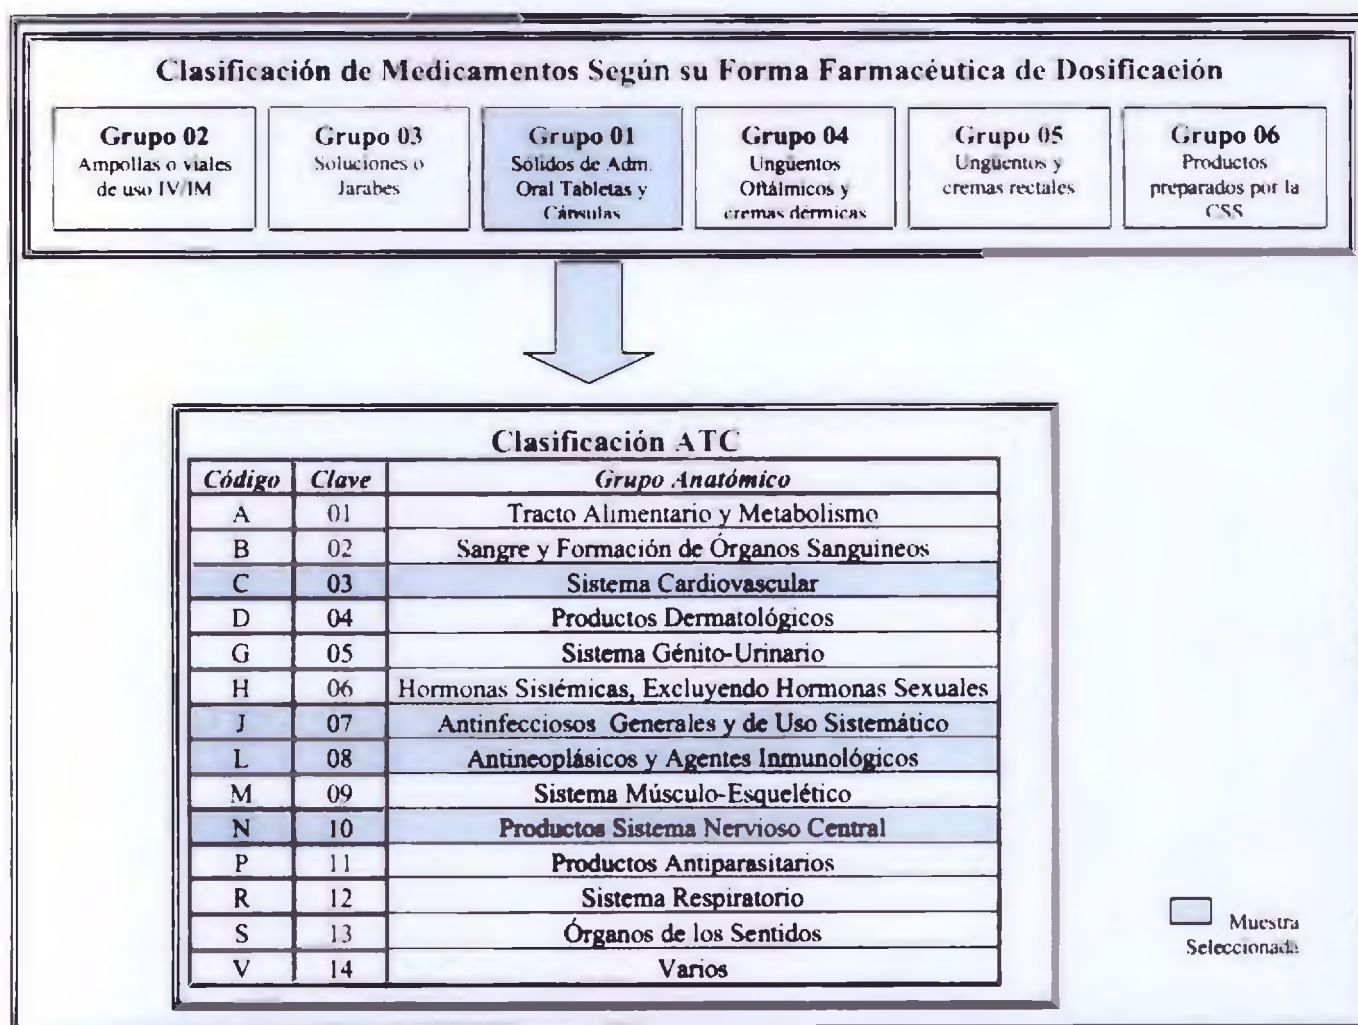 Clasificación de Medicamentos Según su Forma Farmacéutica de Dosificación
Grupo 02
Ampollas o viales
de uso IV/IM
Grupo 03
Soluciones o
Jarabes
Grupo 01
Sólidos de Adm.
Oral Tabletas y
Cápsulas
Grupo 04
Ungüentos
Oftálmicos y
cremas dérmicas
Grupo 05
Ungüentos y
cremas rectales
Grupo 06
Productos
preparados por la
CSS
Clasificación ATC
Código Clave Grupo Anatómico
A 01 Tracto Alimentario y Metabolismo
B 02 Sangre y Formación de Órganos Sanguineos
C 03 Sistema Cardiovascular
D 04 Productos Dermatológicos
G 05 Sistema Génito-Urinario
H 06 Hormonas Sistémicas, Excluyendo Hormonas Sexuales
J 07 Antinfecciosos Generales y de Uso Sistemático
L 08 Antineoplásicos y Agentes Inmunológicos
M 09 Sistema Músculo-Esquelético
N 10 Productos Sistema Nervioso Central
P 11 Productos Antiparasitarios
R 12 Sistema Respiratorio
S 13 Órganos de los Sentidos
V 14 Varios
Muestra
Seleccionada